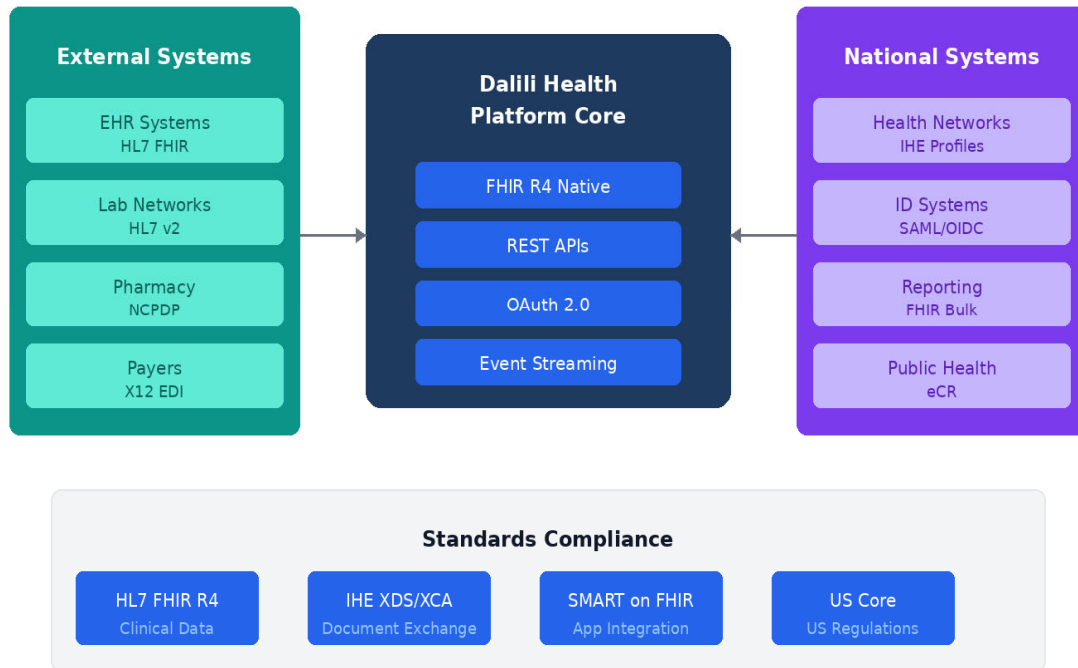 External Systems
EHR Systems
HL7 FHIR
Lab Networks
HL7 v2
Pharmacy
NCPDP
Payers
X12 EDI
Dalili Health
Platform Core
FHIR R4 Native
REST APIs
OAuth 2.0
Event Streaming
National Systems
Health Networks
IHE Profiles
ID Systems
SAML/OIDC
Reporting
FHIR Bulk
Public Health
eCR
Standards Compliance
HL7 FHIR R4
Clinical Data
IHE XDS/XCA
Document Exchange
SMART on FHIR
App Integration
US Core
US Regulations